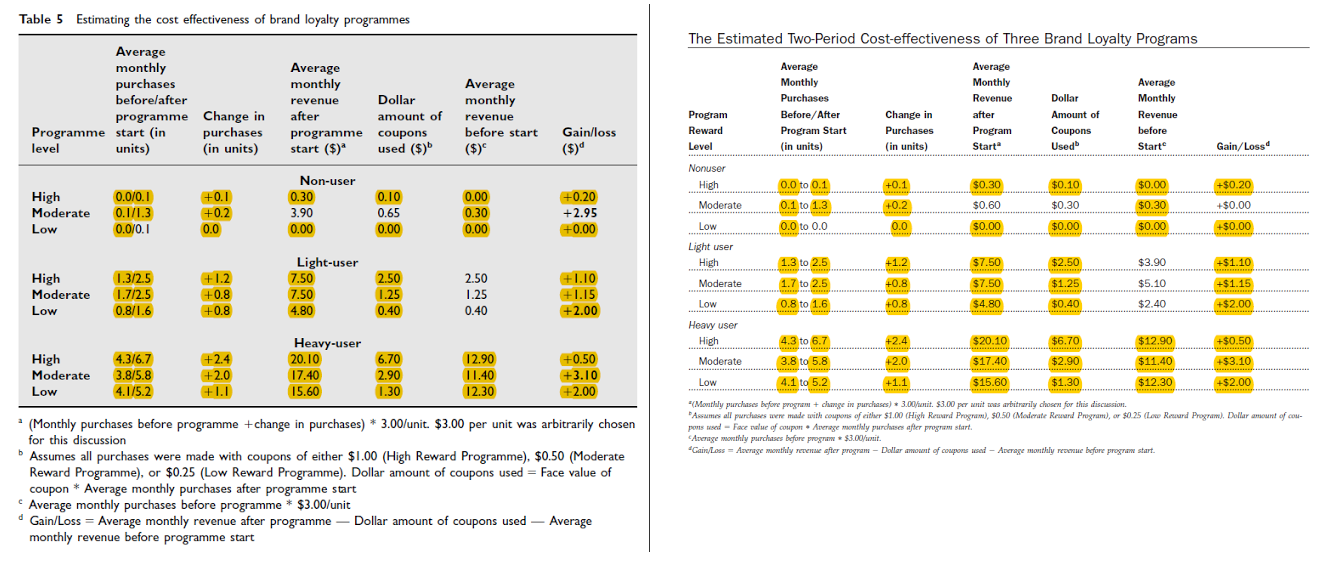 Table 5 Estimating the cost effectiveness of brand loyalty programmes
Average
monthly
purchases
before/after
programme
start (in
units)
Programme
level
Change in
purchases
(in units)
Average
monthly
revenue
after
programme
start ($)a
Dollar
amount of
coupons
used ($)b
Average
monthly
revenue
before start
($)c
Gain/loss
($)d
Non-user
High 0.0/0.1 +0.1 0.30 0.10 0.00 +0.20
Moderate 0.1/1.3 +0.2 3.90 0.65 0.30 +2.95
Low 0.0/0.1 0.0 0.00 0.00 0.00 +0.00
Light-user
High 1.3/2.5 +1.2 7.50 2.50 2.50 +1.10
Moderate 1.7/2.5 +0.8 7.50 1.25 1.25 +1.15
Low 0.8/1.6 +0.8 4.80 0.40 0.40 +2.00
Heavy-user
High 4.3/6.7 +2.4 20.10 6.70 12.90 +0.50
Moderate 3.8/5.8 +2.0 17.40 2.90 11.40 +3.10
Low 4.1/5.2 +1.1 15.60 1.30 12.30 +2.00
a (Monthly purchases before programme +change in purchases) * 3.00/unit. $3.00 per unit was arbitrarily chosen
for this discussion
b Assumes all purchases were made with coupons of either $1.00 (High Reward Programme), $0.50 (Moderate
Reward Programme), or $0.25 (Low Reward Programme). Dollar amount of coupons used = Face value of
coupon * Average monthly purchases after programme start
c Average monthly purchases before programme * $3.00/unit
d Gain/Loss = Average monthly revenue after programme — Dollar amount of coupons used — Average
monthly revenue before programme start
The Estimated Two-Period Cost-effectiveness of Three Brand Loyalty Programs
Program
Reward
Level
Average
Monthly
Purchases
Before/After
Program Start
(in units)
Change in
Purchases
(in units)
Average
Monthly
Revenue
after
Program
Starta
Dollar
Amount of
Coupons
Usedb
Average
Monthly
Revenue
before
Startc
Gain/Lossd
Nonuser
High 0.0 to 0.1 +0.1 $0.30 $0.10 $0.00 +$0.20
Moderate 0.1 to 1.3 +0.2 $0.60 $0.30 $0.30 +$0.00
Low 0.0 to 0.0 0.0 $0.00 $0.00 $0.00 +$0.00
Light user
High 1.3 to 2.5 +1.2 $7.50 $2.50 $3.90 +$1.10
Moderate 1.7 to 2.5 +0.8 $7.50 $1.25 $5.10 +$1.15
Low 0.8 to 1.6 +0.8 $4.80 $0.40 $2.40 +$2.00
Heavy user
High 4.3 to 6.7 +2.4 $20.10 $6.70 $12.90 +$0.50
Moderate 3.8 to 5.8 +2.0 $17.40 $2.90 $11.40 +$3.10
Low 4.1 to 5.2 +1.1 $15.60 $1.30 $12.30 +$2.00
a(Monthly purchases before program + change in purchases) * 3.00/unit. $3.00 per unit was arbitrarily chosen for this discussion.
bAssumes all purchases were made with coupons of either $1.00 (High Reward Program), $0.50 (Moderate Reward Program), or $0.25 (Low Reward Program). Dollar amount of cou-
pons used = Face value of coupon * Average monthly purchases after program start.
cAverage monthly purchases before program * $3.00/unit.
dGain/Loss = Average monthly revenue after program − Dollar amount of coupons used − Average monthly revenue before program start.